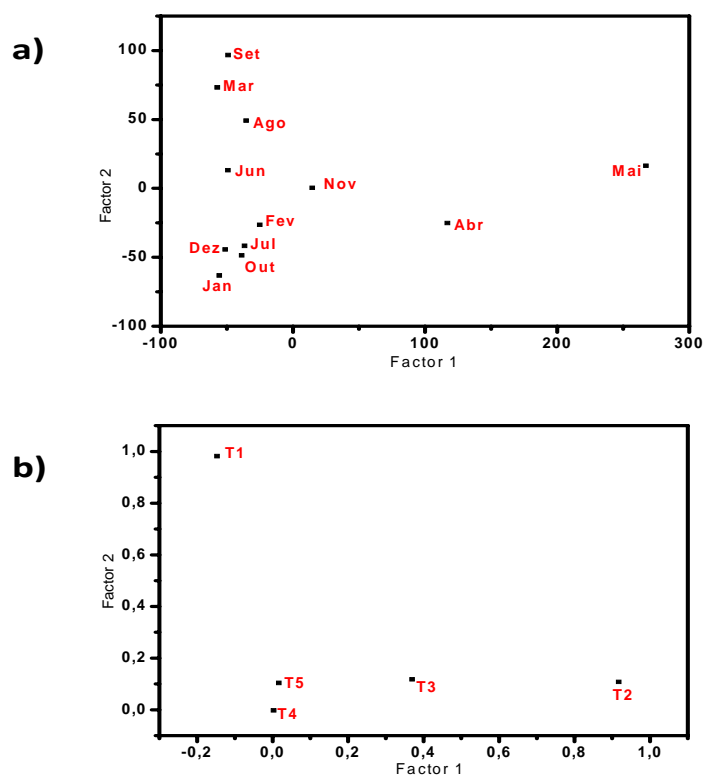 a)
Factor 2
100
50
0
-50
-100
Set
Mar
Ago
Jun
Nov
Mai
Fev
Abr
Dez
Jul
Out
Jan
-100 0 100 200 300
Factor 1
b)
Factor 2
1,0
0,8
0,6
0,4
0,2
0,0
T1
T5
T3
T2
T4
-0,2 0,0 0,2 0,4 0,6 0,8 1,0
Factor 1